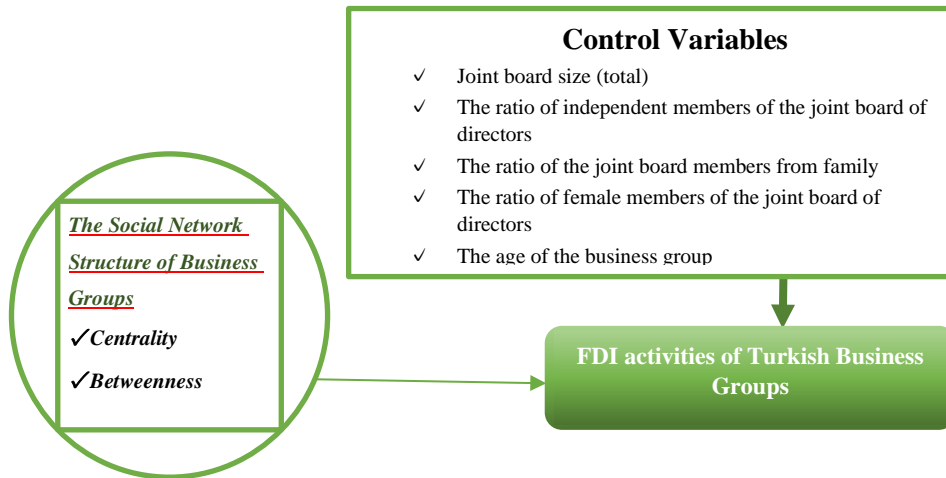 Control Variables
✓ Joint board size (total)
✓ The ratio of independent members of the joint board of
directors
✓ The ratio of the joint board members from family
✓ The ratio of female members of the joint board of
directors
✓ The age of the business group
The Social Network
Structure of Business
Groups
✓Centrality
✓Betweenness
FDI activities of Turkish Business
Groups